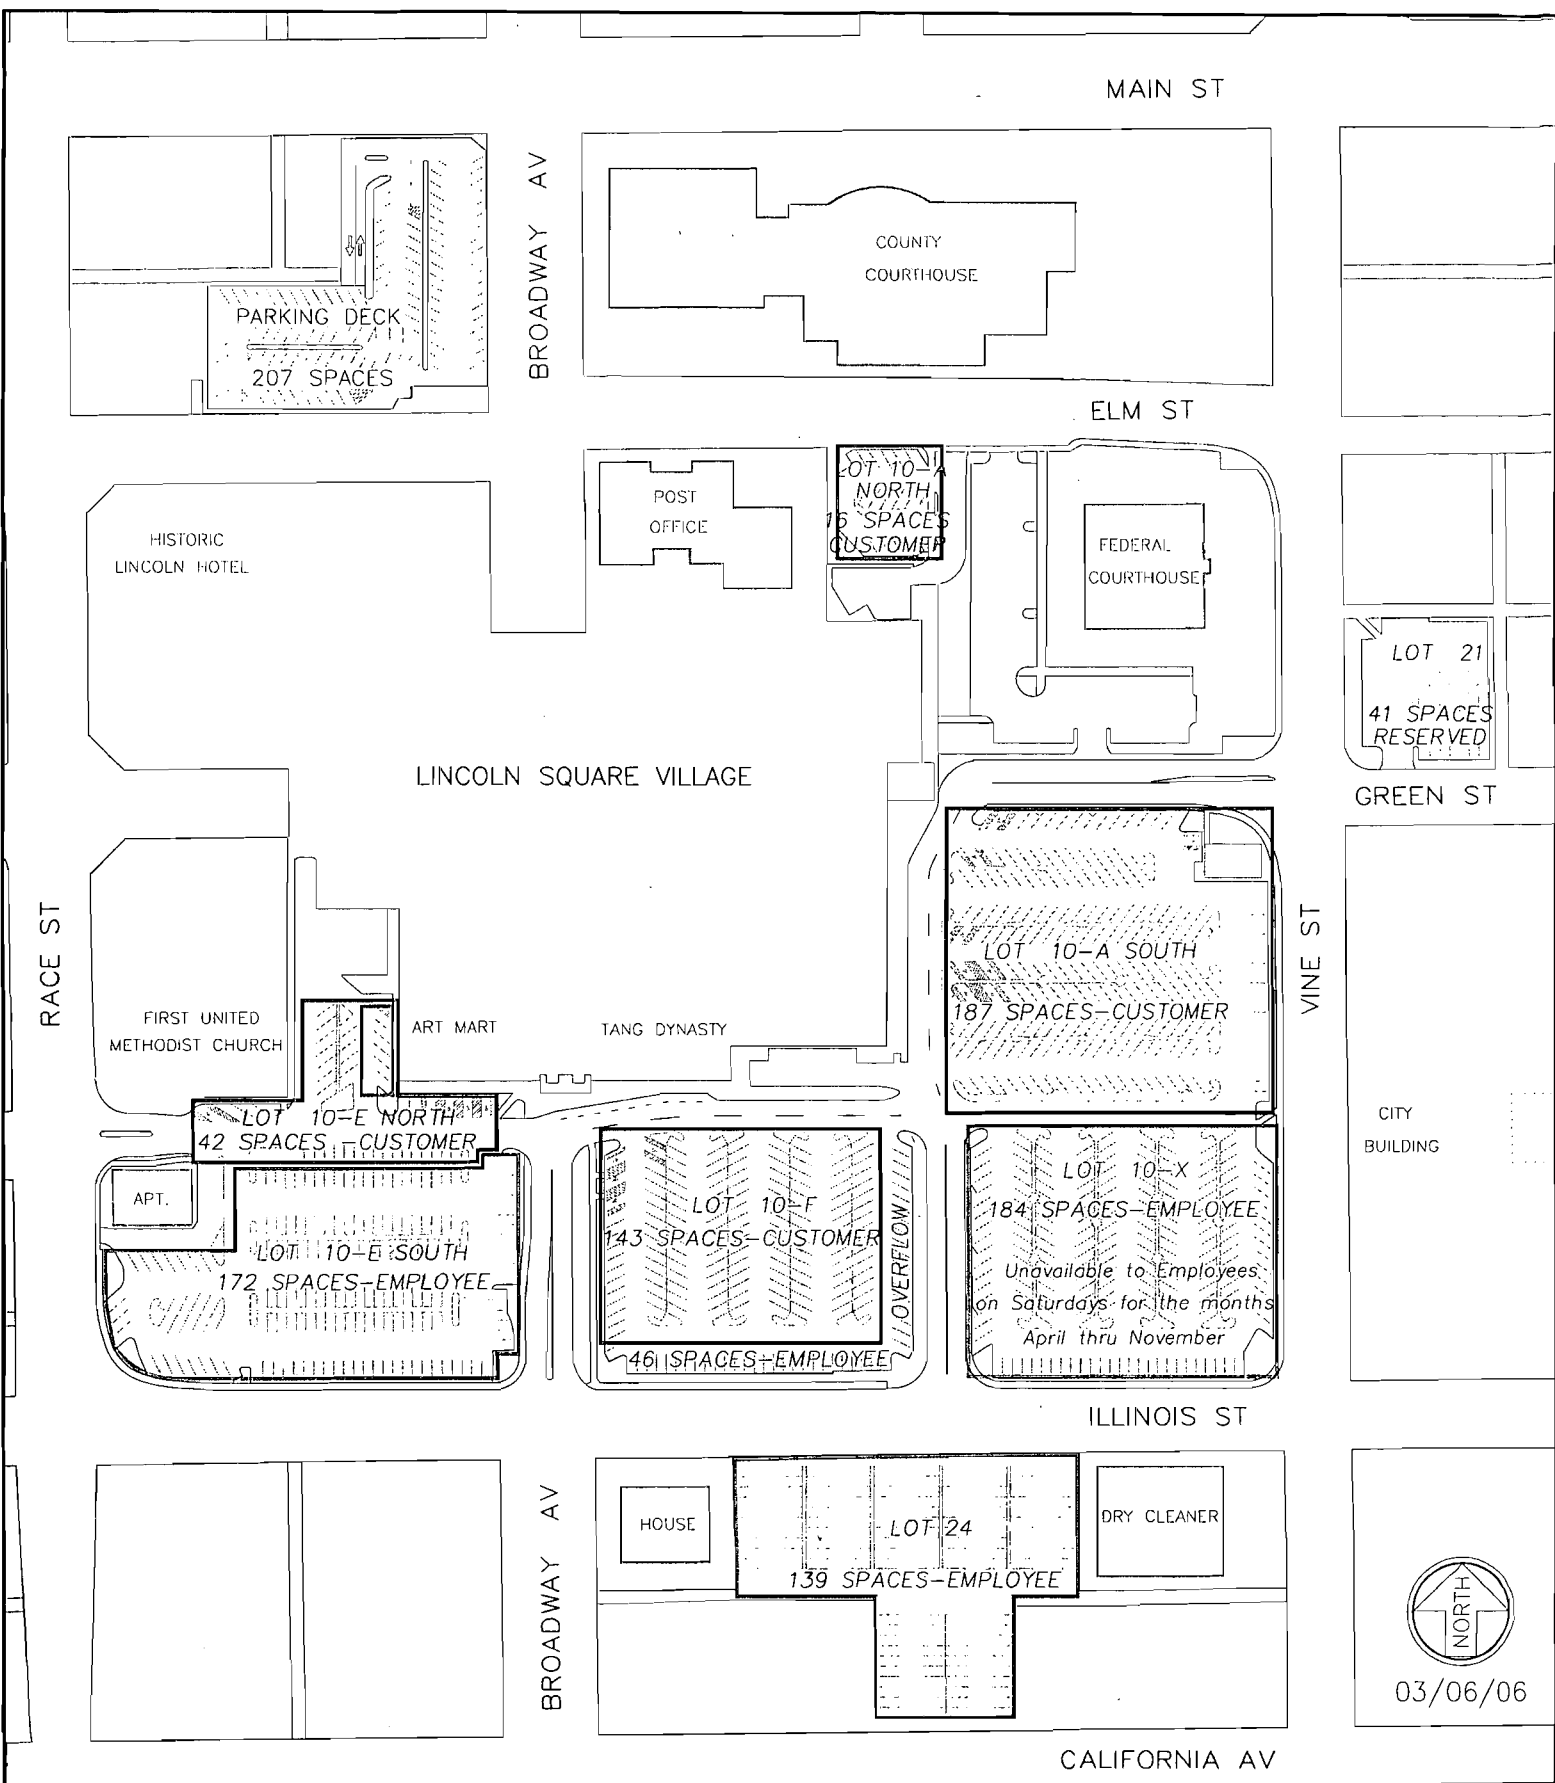 MAIN ST
BROADWAY AV
COUNTY
COURTHOUSE
PARKING DECK
207 SPACES
ELM ST
LOT 10-A
NORTH
16 SPACES
CUSTOMER
POST
OFFICE
HISTORIC
LINCOLN HOTEL
FEDERAL
COURTHOUSE
LOT 21
41 SPACES
RESERVED
LINCOLN SQUARE VILLAGE
GREEN ST
RACE ST
VINE ST
LOT 10-A SOUTH
187 SPACES-CUSTOMER
FIRST UNITED
METHODIST CHURCH
ART MART
TANG DYNASTY
LOT 10-E NORTH
42 SPACES -CUSTOMER
CITY
BUILDING
APT.
LOT 10-F
143 SPACES-CUSTOMER
OVERFLOW
LOT 10-X
184 SPACES-EMPLOYEE
Unavailable to Employees
on Saturdays for the months
April thru November
LOT 10-E SOUTH
172 SPACES-EMPLOYEE
46 SPACES-EMPLOYEE
ILLINOIS ST
BROADWAY AV
HOUSE
LOT 24
139 SPACES-EMPLOYEE
DRY CLEANER
NORTH
03/06/06
CALIFORNIA AV